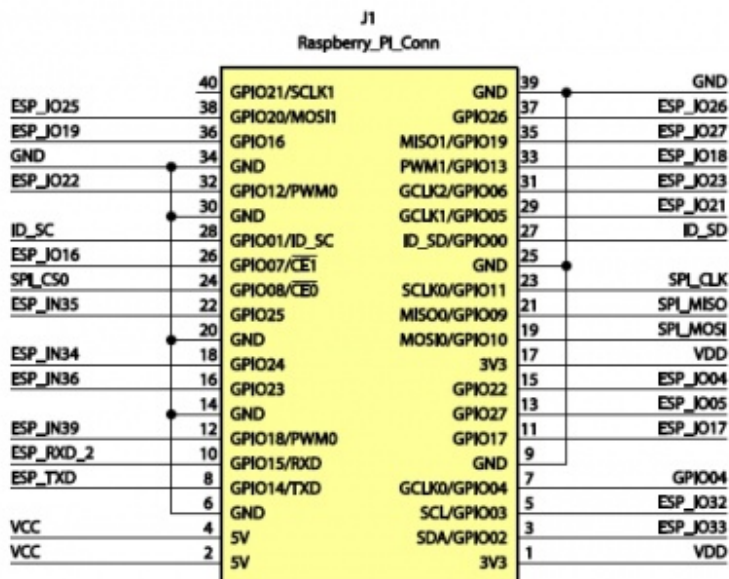 J1
Raspberry_PI_Conn
40 GPIO21/SCLK1 GND 39 GND
ESP_IO25 38 GPIO20/MOSI1 GPIO26 37 ESP_IO26
ESP_IO19 36 GPIO16 MISO1/GPIO19 35 ESP_IO27
GND 34 GND PWM1/GPIO13 33 ESP_IO18
ESP_IO22 32 GPIO12/PWM0 GCLK2/GPIO06 31 ESP_IO23
30 GND GCLK1/GPIO05 29 ESP_IO21
ID_SC 28 GPIO01/ID_SC ID_SD/GPIO00 27 ID_SD
ESP_IO16 26 GPIO07/CE1 GND 25
SPI_CS0 24 GPIO08/CE0 SCLK0/GPIO11 23 SPI_CLK
ESP_IN35 22 GPIO25 MISO0/GPIO09 21 SPI_MISO
20 GND MOSI0/GPIO10 19 SPI_MOSI
ESP_IN34 18 GPIO24 3V3 17 VDD
ESP_IN36 16 GPIO23 GPIO22 15 ESP_IO04
14 GND GPIO27 13 ESP_IO05
ESP_IN39 12 GPIO18/PWM0 GPIO17 11 ESP_IO17
ESP_RXD_2 10 GPIO15/RXD GND 9
ESP_TXD 8 GPIO14/TXD GCLK0/GPIO04 7 GPIO04
6 GND SCL/GPIO03 5 ESP_IO32
VCC 4 5V SDA/GPIO02 3 ESP_IO33
VCC 2 5V 3V3 1 VDD